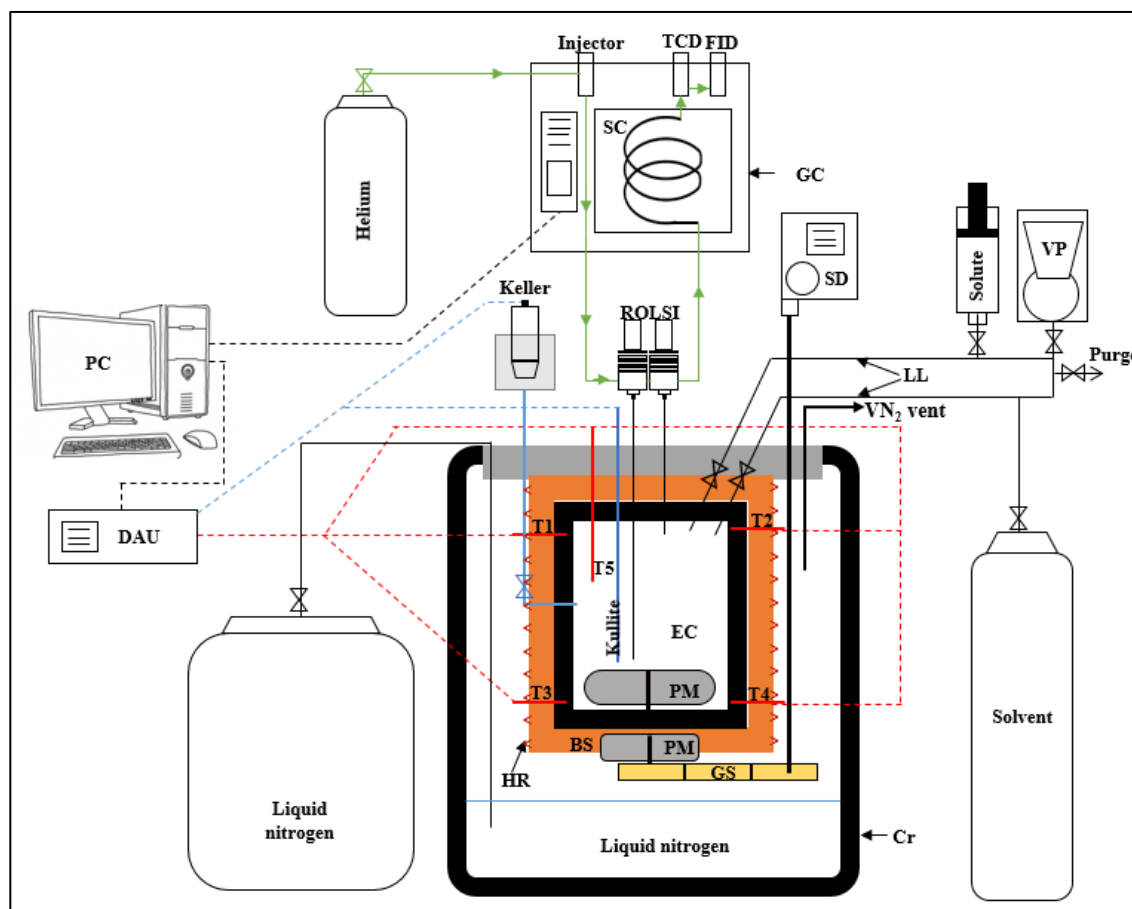 Injector
TCD
FID
SC
GC
Helium
Keller
ROLSI
SD
Solute
VP
Purge
LL
VN₂ vent
PC
DAU
T1
T2
T5
Kullite
EC
T3
T4
PM
BS
PM
GS
HR
Liquid
nitrogen
Liquid nitrogen
Cr
Solvent